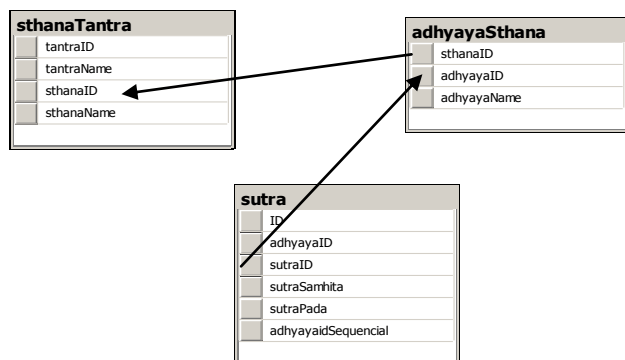 sthanaTantra
tantraID
tantraName
sthanaID
sthanaName
adhyayaSthana
sthanaID
adhyayaID
adhyayaName
sutra
ID
adhyayaID
sutraID
sutraSamhita
sutraPada
adhyayaidSequencial